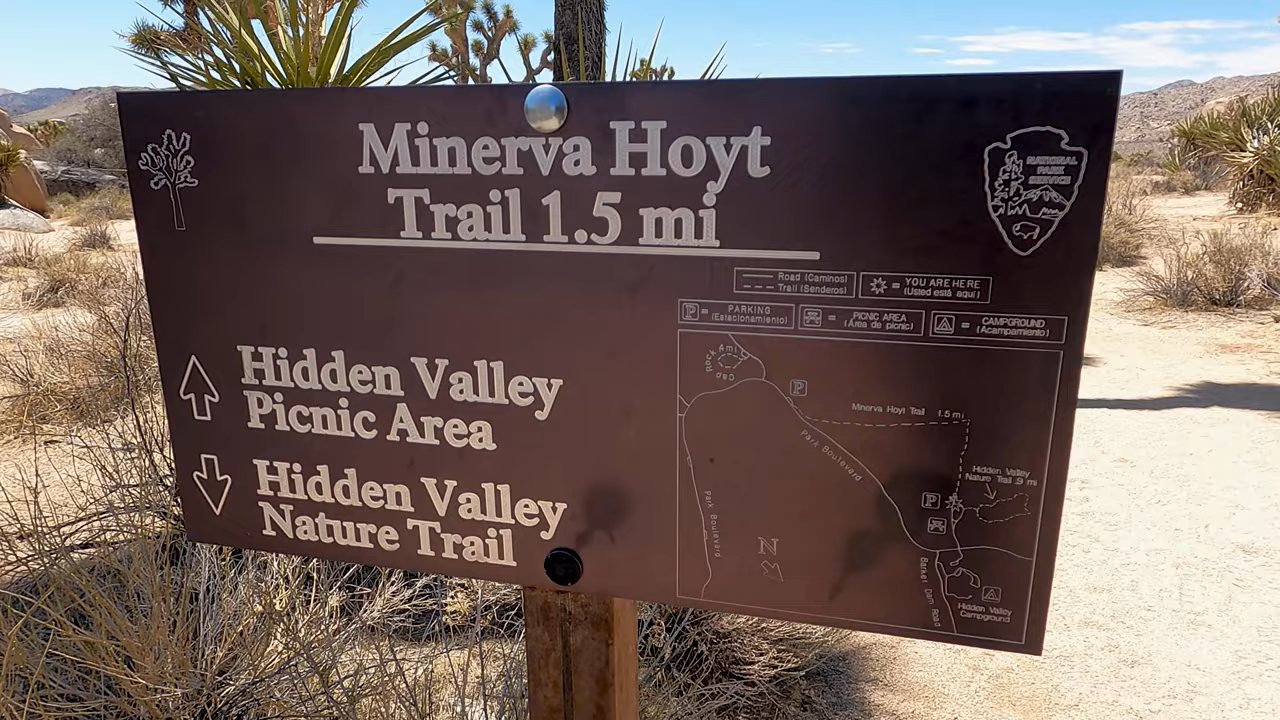 Minerva Hoyt
Trail 1.5 mi
NATIONAL
PARK
SERVICE
Road (Caminos)
Trail (Senderos)
= YOU ARE HERE
(Usted está aquí)
P = PARKING
(Estacionamiento)
= PICNIC AREA
(Área de picnic)
= CAMPGROUND
(Acampamiento)
Hidden Valley
Picnic Area
Hidden Valley
Nature Trail
.4 mi
Cap
Rock
P
Minerva Hoyt Trail 1.5 mi
Park Boulevard
Hidden Valley
Nature Trail .9 mi
P
Park Boulevard
N
Barker Dam Road
Hidden Valley
Campground